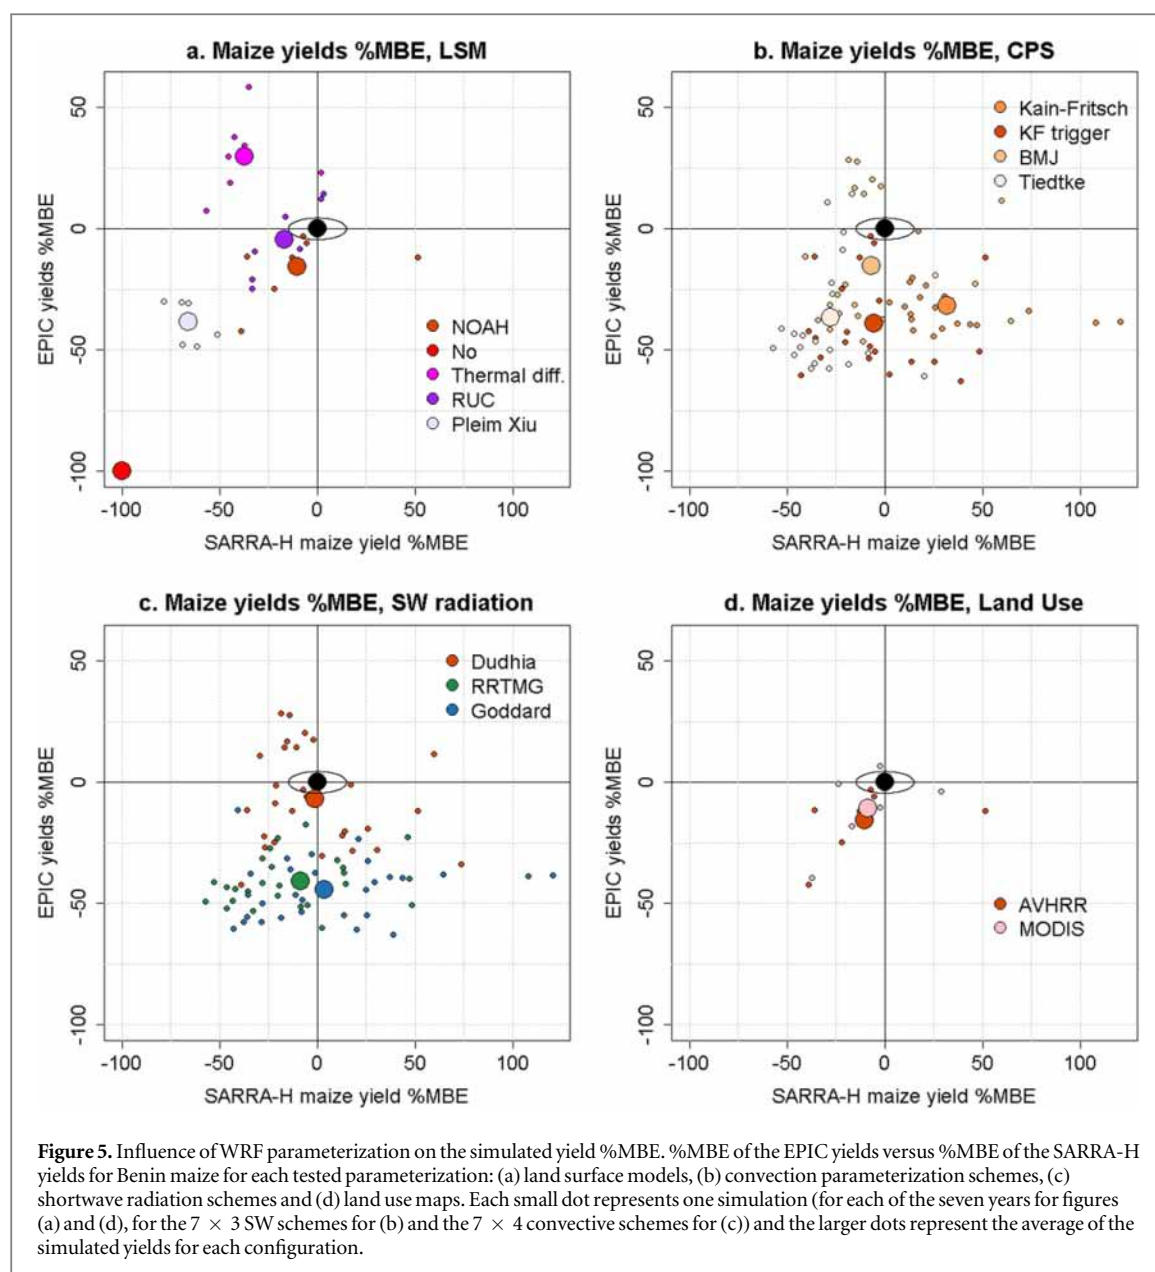 a. Maize yields %MBE, LSM
EPIC yields %MBE
50
0
-50
-100
NOAH
No
Thermal diff.
RUC
Pleim Xiu
-100 -50 0 50 100
SARRA-H maize yield %MBE
b. Maize yields %MBE, CPS
EPIC yields %MBE
50
0
-50
-100
Kain-Fritsch
KF trigger
BMJ
Tiedtke
-100 -50 0 50 100
SARRA-H maize yield %MBE
c. Maize yields %MBE, SW radiation
EPIC yields %MBE
50
0
-50
-100
Dudhia
RRTMG
Goddard
-100 -50 0 50 100
SARRA-H maize yield %MBE
d. Maize yields %MBE, Land Use
EPIC yields %MBE
50
0
-50
-100
AVHRR
MODIS
-100 -50 0 50 100
SARRA-H maize yield %MBE
Figure 5. Influence of WRF parameterization on the simulated yield %MBE. %MBE of the EPIC yields versus %MBE of the SARRA-H
yields for Benin maize for each tested parameterization: (a) land surface models, (b) convection parameterization schemes, (c)
shortwave radiation schemes and (d) land use maps. Each small dot represents one simulation (for each of the seven years for figures
(a) and (d), for the 7 × 3 SW schemes for (b) and the 7 × 4 convective schemes for (c)) and the larger dots represent the average of the
simulated yields for each configuration.